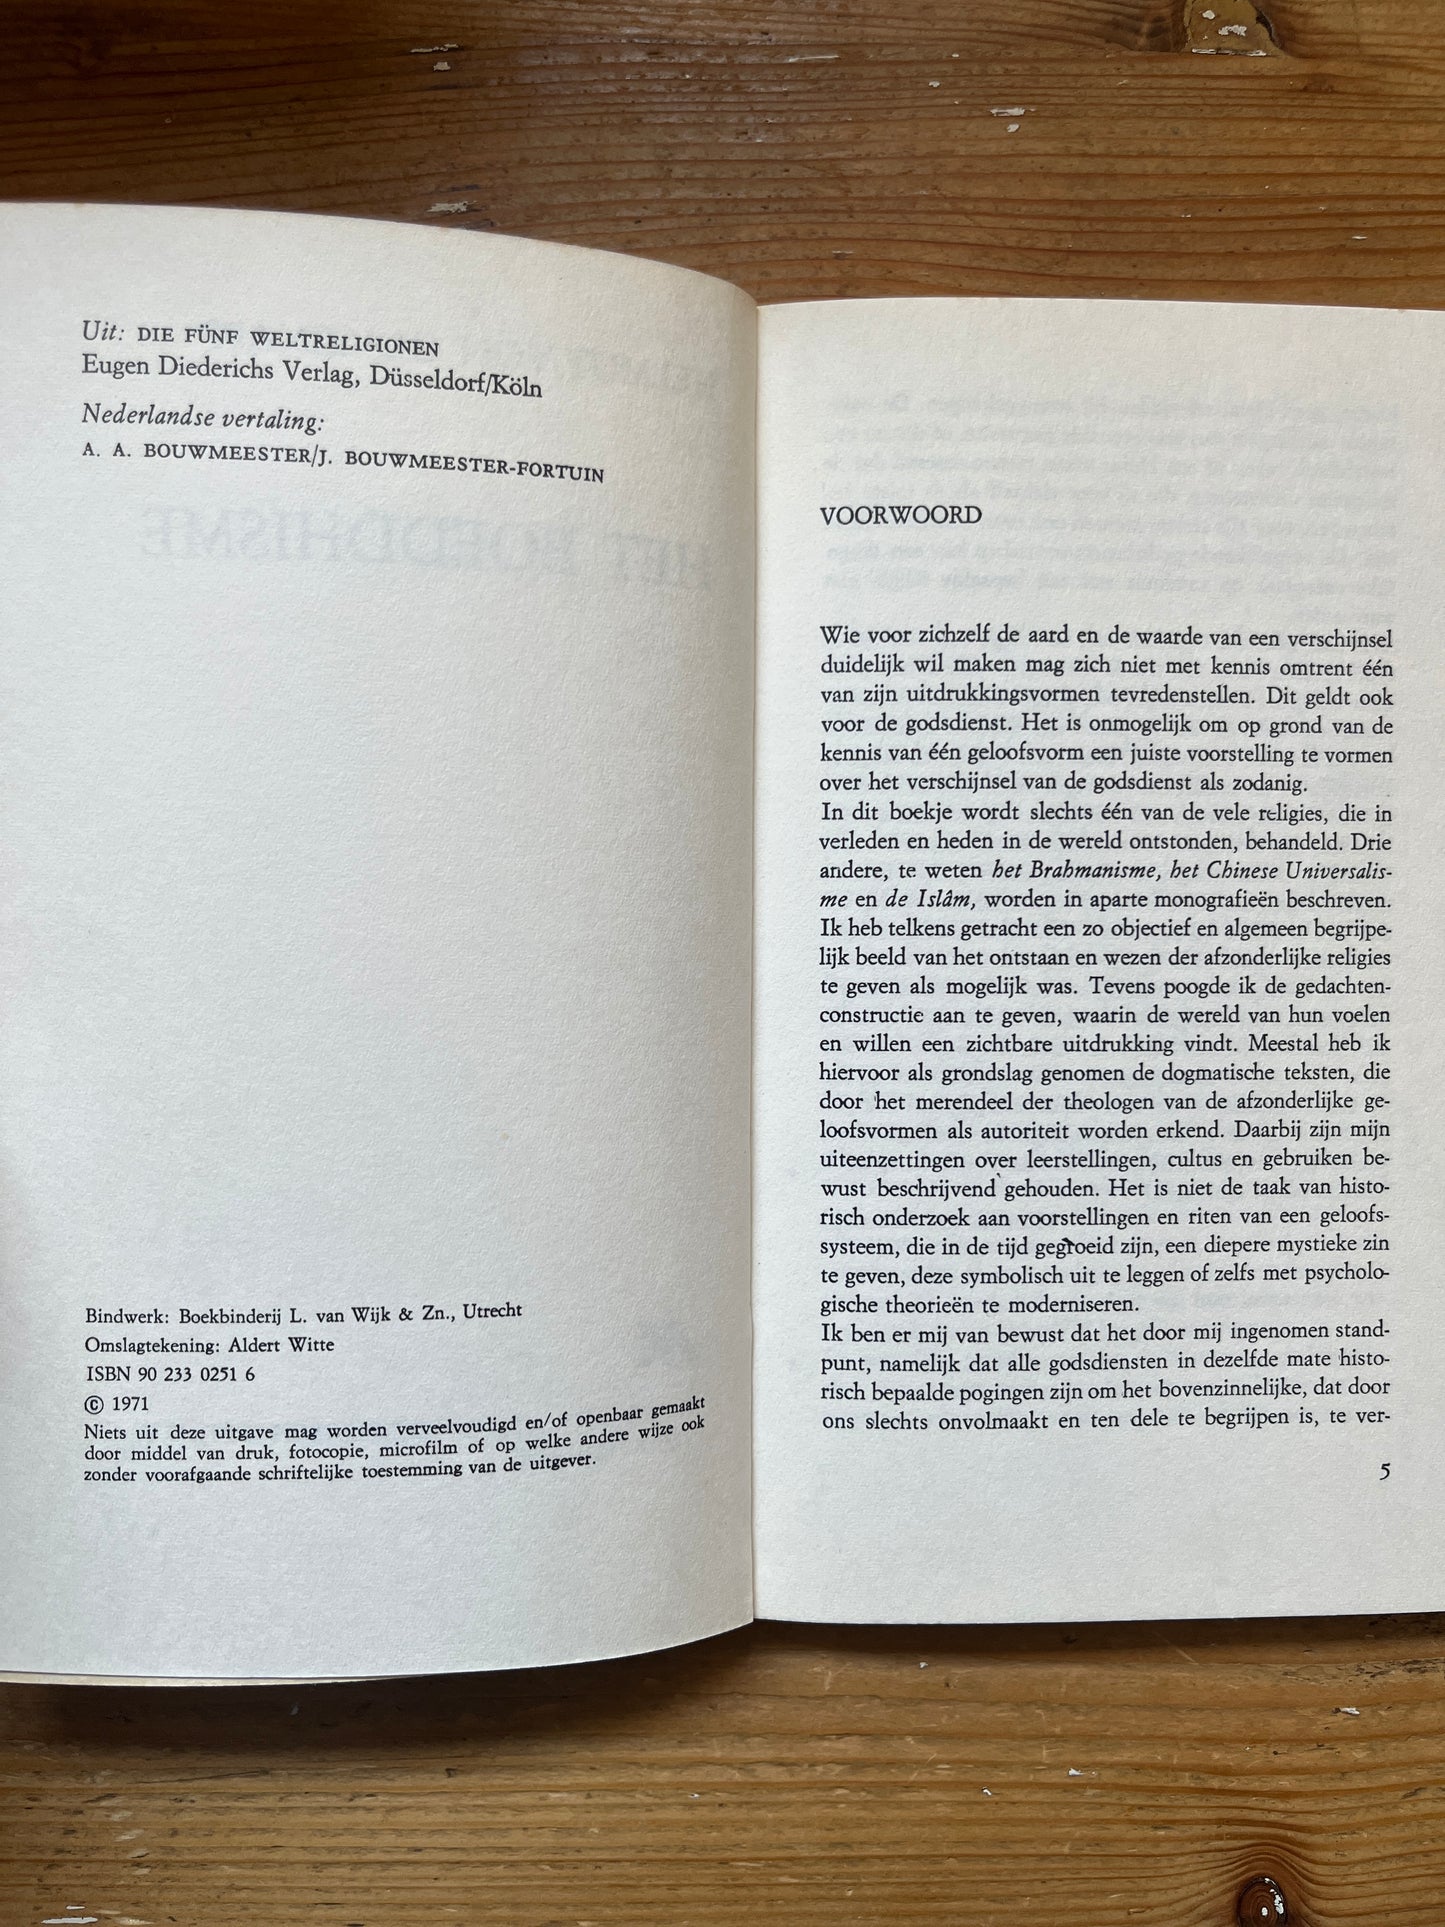 Uit: DIE FÜNF WELTRELIGIONEN
Eugen Diederichs Verlag, Düsseldorf/Köln
Nederlandse vertaling:
A. A. BOUWMEESTER/J. BOUWMEESTER-FORTUIN
HET BOEDDHISME
Bindwerk: Boekbinderij L. van Wijk & Zn., Utrecht
Omslagtekening: Aldert Witte
ISBN 90 233 0251 6
© 1971
Niets uit deze uitgave mag worden verveelvoudigd en/of openbaar gemaakt
door middel van druk, fotocopie, microfilm of op welke andere wijze ook
zonder voorafgaande schriftelijke toestemming van de uitgever.
VOORWOORD
Wie voor zichzelf de aard en de waarde van een verschijnsel
duidelijk wil maken mag zich niet met kennis omtrent één
van zijn uitdrukkingsvormen tevredenstellen. Dit geldt ook
voor de godsdienst. Het is onmogelijk om op grond van de
kennis van één geloofsvorm een juiste voorstelling te vormen
over het verschijnsel van de godsdienst als zodanig.
In dit boekje wordt slechts één van de vele religies, die in
verleden en heden in de wereld ontstonden, behandeld. Drie
andere, te weten het Brahmanisme, het Chinese Universalis-
me en de Islâm, worden in aparte monografieën beschreven.
Ik heb telkens getracht een zo objectief en algemeen begrijpe-
lijk beeld van het ontstaan en wezen der afzonderlijke religies
te geven als mogelijk was. Tevens poogde ik de gedachten-
constructie aan te geven, waarin de wereld van hun voelen
en willen een zichtbare uitdrukking vindt. Meestal heb ik
hiervoor als grondslag genomen de dogmatische teksten, die
door het merendeel der theologen van de afzonderlijke ge-
loofsvormen als autoriteit worden erkend. Daarbij zijn mijn
uiteenzettingen over leerstellingen, cultus en gebruiken be-
wust beschrijvend gehouden. Het is niet de taak van histo-
risch onderzoek aan voorstellingen en riten van een geloofs-
systeem, die in de tijd gegroeid zijn, een diepere mystieke zin
te geven, deze symbolisch uit te leggen of zelfs met psycholo-
gische theorieën te moderniseren.
Ik ben er mij van bewust dat het door mij ingenomen stand-
punt, namelijk dat alle godsdiensten in dezelfde mate histo-
risch bepaalde pogingen zijn om het bovenzinnelijke, dat door
ons slechts onvolmaakt en ten dele te begrijpen is, te ver-
5